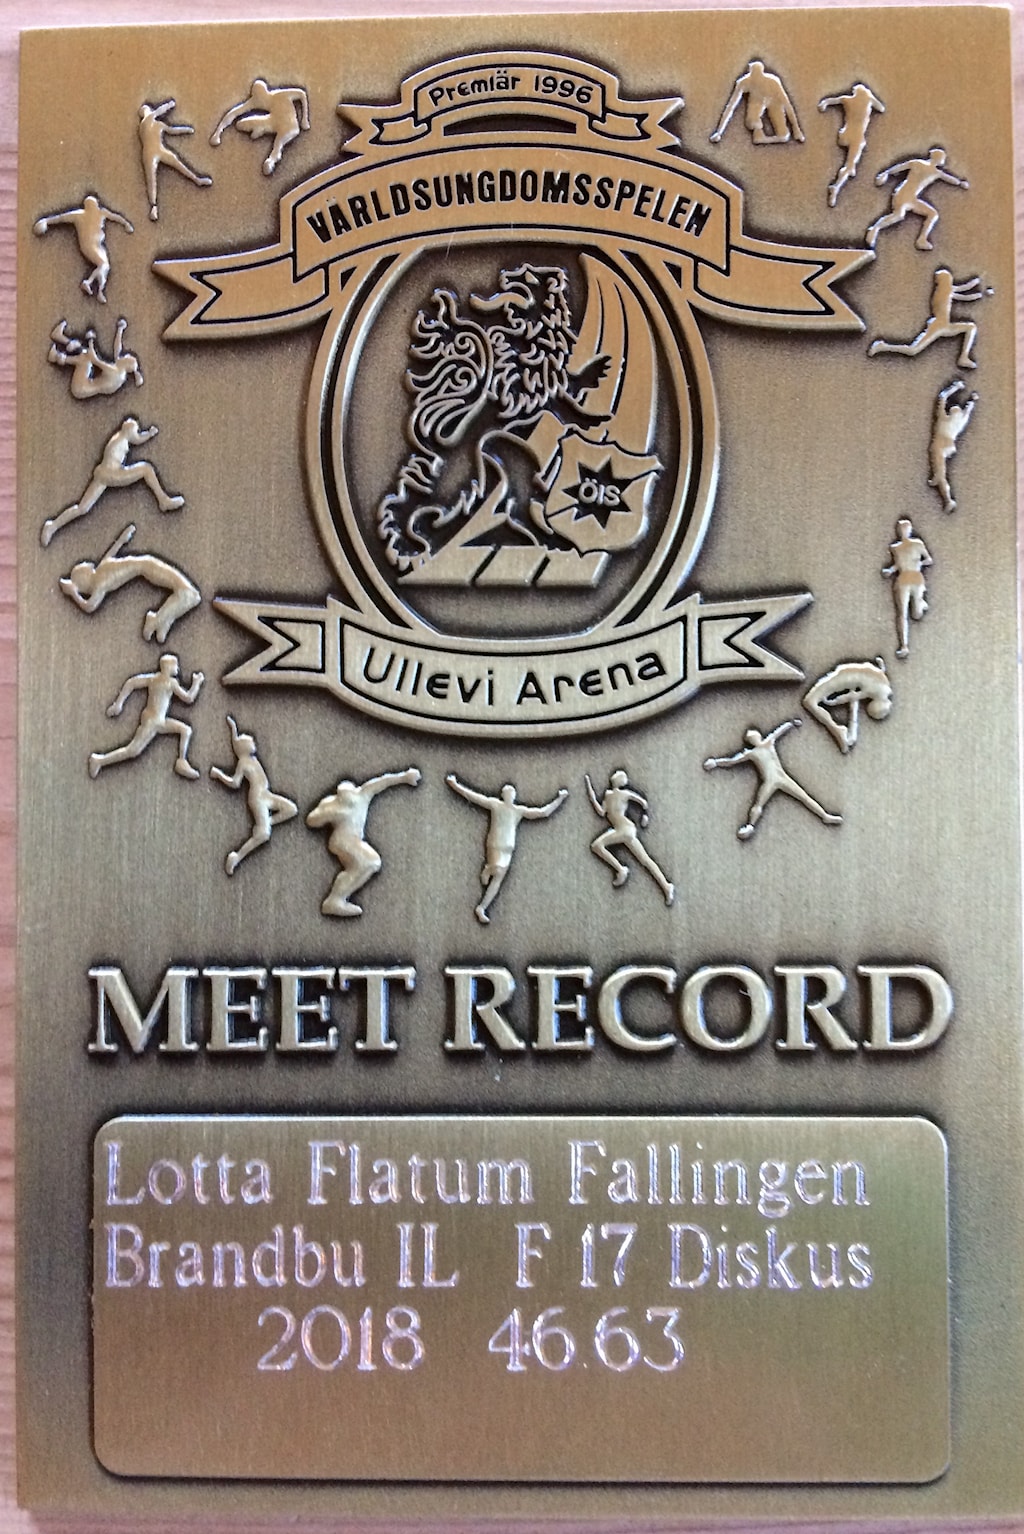 Premiär 1996
VÄRLDSUNGDOMSSPELEN
ÖIS
Ullevi Arena
MEET RECORD
Lotta Flatum Fallingen
Brandbu IL F 17 Diskus
2018 46.63